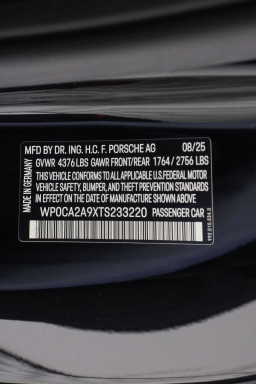 MFD BY DR. ING. H.C. F. PORSCHE AG 08/25
GVWR 4376 LBS GAWR FRONT/REAR 1764 / 2756 LBS
THIS VEHICLE CONFORMS TO ALL APPLICABLE U.S. FEDERAL MOTOR
VEHICLE SAFETY, BUMPER, AND THEFT PREVENTION STANDARDS
IN EFFECT ON THE DATE OF MANUFACTURE SHOWN ABOVE.
WP0CA2A9XTS233220 PASSENGER CAR
MADE IN GERMANY